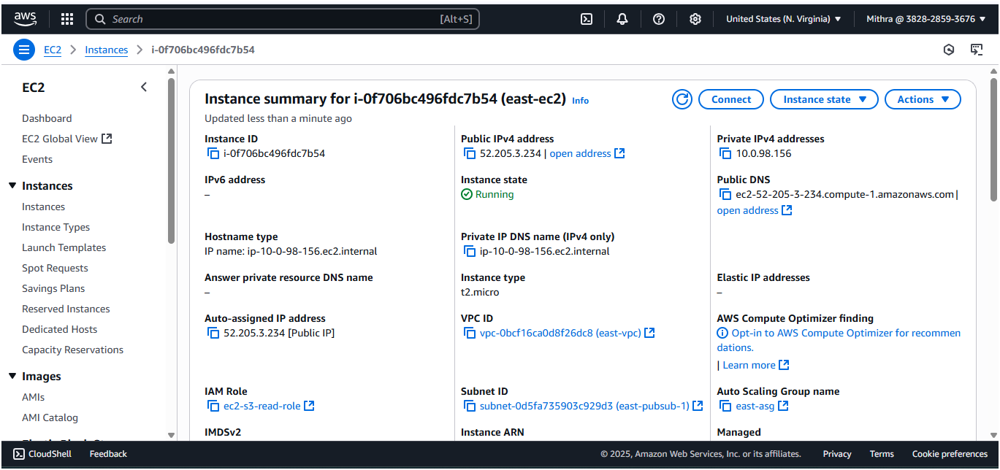 aws
Search [Alt+S]
United States (N. Virginia) ▼
Mithra @ 3828-2859-3676 ▼
EC2 > Instances > i-0f706bc496fdc7b54
EC2
Dashboard
EC2 Global View
Events
Instances
Instances
Instance Types
Launch Templates
Spot Requests
Savings Plans
Reserved Instances
Dedicated Hosts
Capacity Reservations
Images
AMIs
AMI Catalog
Instance summary for i-0f706bc496fdc7b54 (east-ec2) Info
Updated less than a minute ago
Connect
Instance state ▼
Actions ▼
Instance ID
i-0f706bc496fdc7b54
Public IPv4 address
52.205.3.234 | open address
Private IPv4 addresses
10.0.98.156
IPv6 address
–
Instance state
Running
Public DNS
ec2-52-205-3-234.compute-1.amazonaws.com |
open address
Hostname type
IP name: ip-10-0-98-156.ec2.internal
Private IP DNS name (IPv4 only)
ip-10-0-98-156.ec2.internal
Answer private resource DNS name
–
Instance type
t2.micro
Elastic IP addresses
–
Auto-assigned IP address
52.205.3.234 [Public IP]
VPC ID
vpc-0bcf16ca0d8f26dc8 (east-vpc)
AWS Compute Optimizer finding
Opt-in to AWS Compute Optimizer for recommen
dations.
| Learn more
IAM Role
ec2-s3-read-role
Subnet ID
subnet-0d5fa735903c929d3 (east-pubsub-1)
Auto Scaling Group name
east-asg
IMDSv2
Instance ARN
Managed
CloudShell
Feedback
© 2025, Amazon Web Services, Inc. or its affiliates.
Privacy
Terms
Cookie preferences